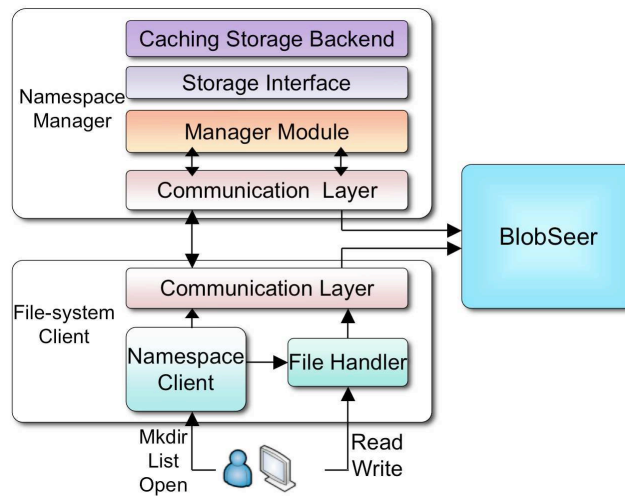 Caching Storage Backend
Storage Interface
Namespace
Manager
Manager Module
Communication Layer
BlobSeer
Communication Layer
File-system
Client
Namespace
Client
File Handler
Mkdir
List
Open
Read
Write